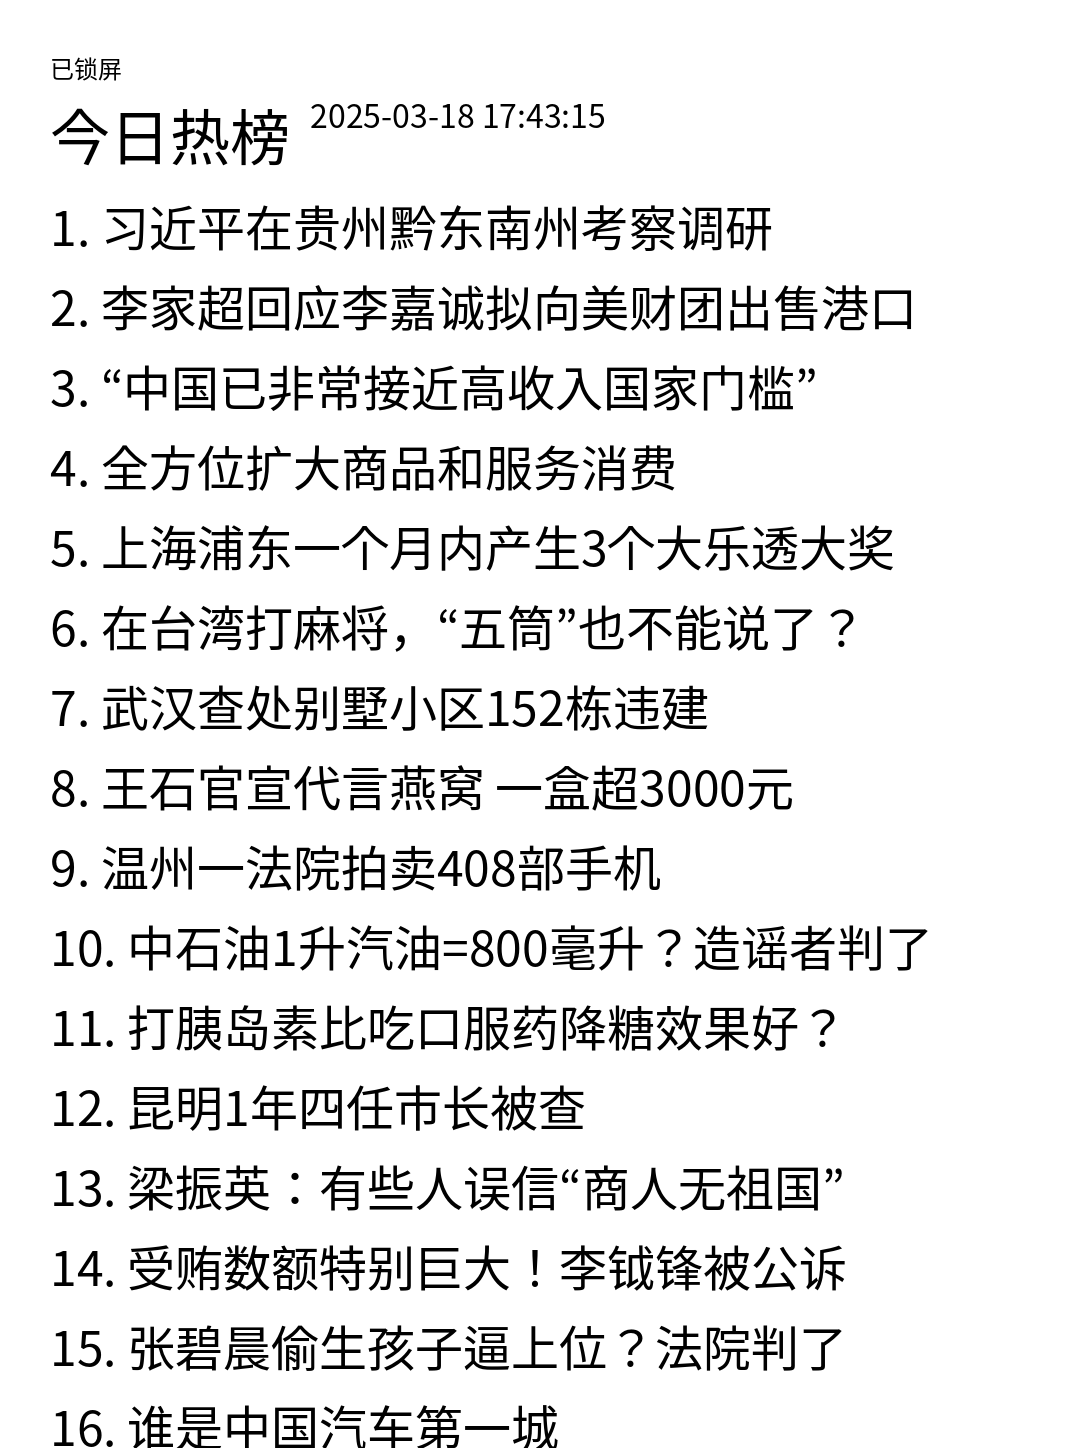 已锁屏
今日热榜 2025-03-18 17:43:15
1. 习近平在贵州黔东南州考察调研
2. 李家超回应李嘉诚拟向美财团出售港口
3. “中国已非常接近高收入国家门槛”
4. 全方位扩大商品和服务消费
5. 上海浦东一个月内产生3个大乐透大奖
6. 在台湾打麻将，“五筒”也不能说了？
7. 武汉查处别墅小区152栋违建
8. 王石官宣代言燕窝 一盒超3000元
9. 温州一法院拍卖408部手机
10. 中石油1升汽油=800毫升？造谣者判了
11. 打胰岛素比吃口服药降糖效果好？
12. 昆明1年四任市长被查
13. 梁振英：有些人误信“商人无祖国”
14. 受贿数额特别巨大！李钺锋被公诉
15. 张碧晨偷生孩子逼上位？法院判了
16. 谁是中国汽车第一城